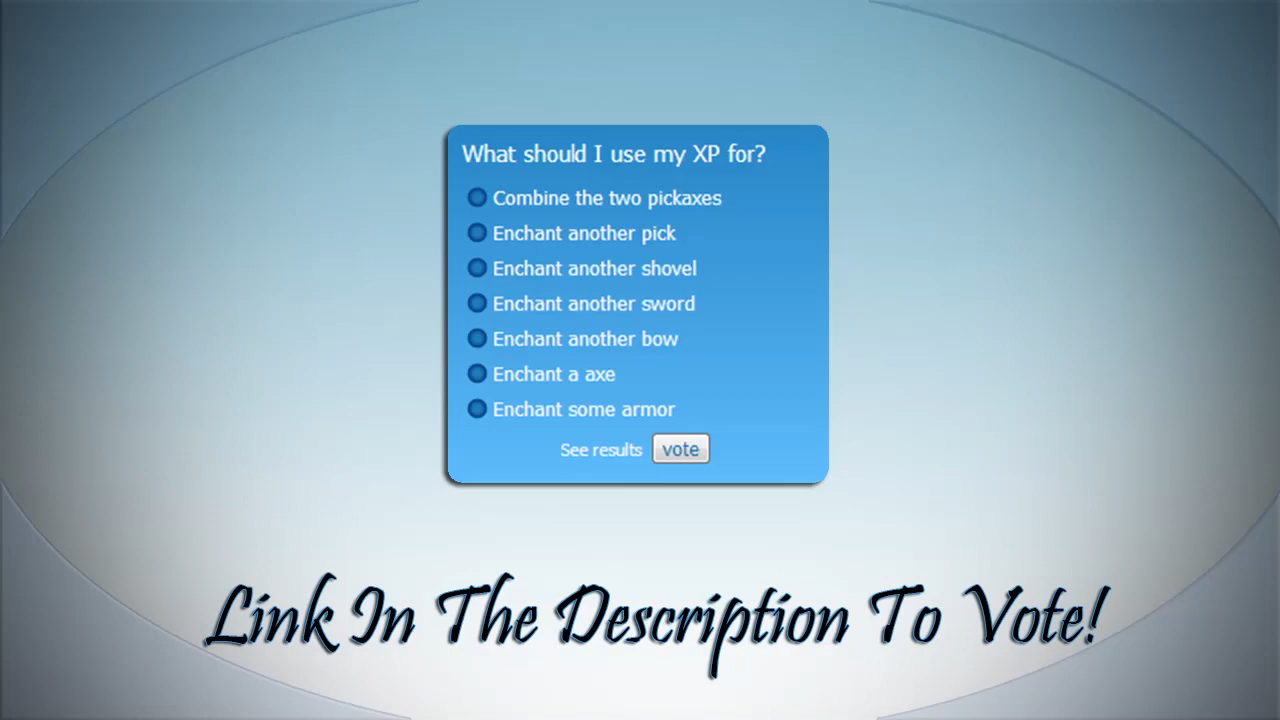 What should I use my XP for?
Combine the two pickaxes
Enchant another pick
Enchant another shovel
Enchant another sword
Enchant another bow
Enchant a axe
Enchant some armor
See results vote
Link In The Description To Vote!